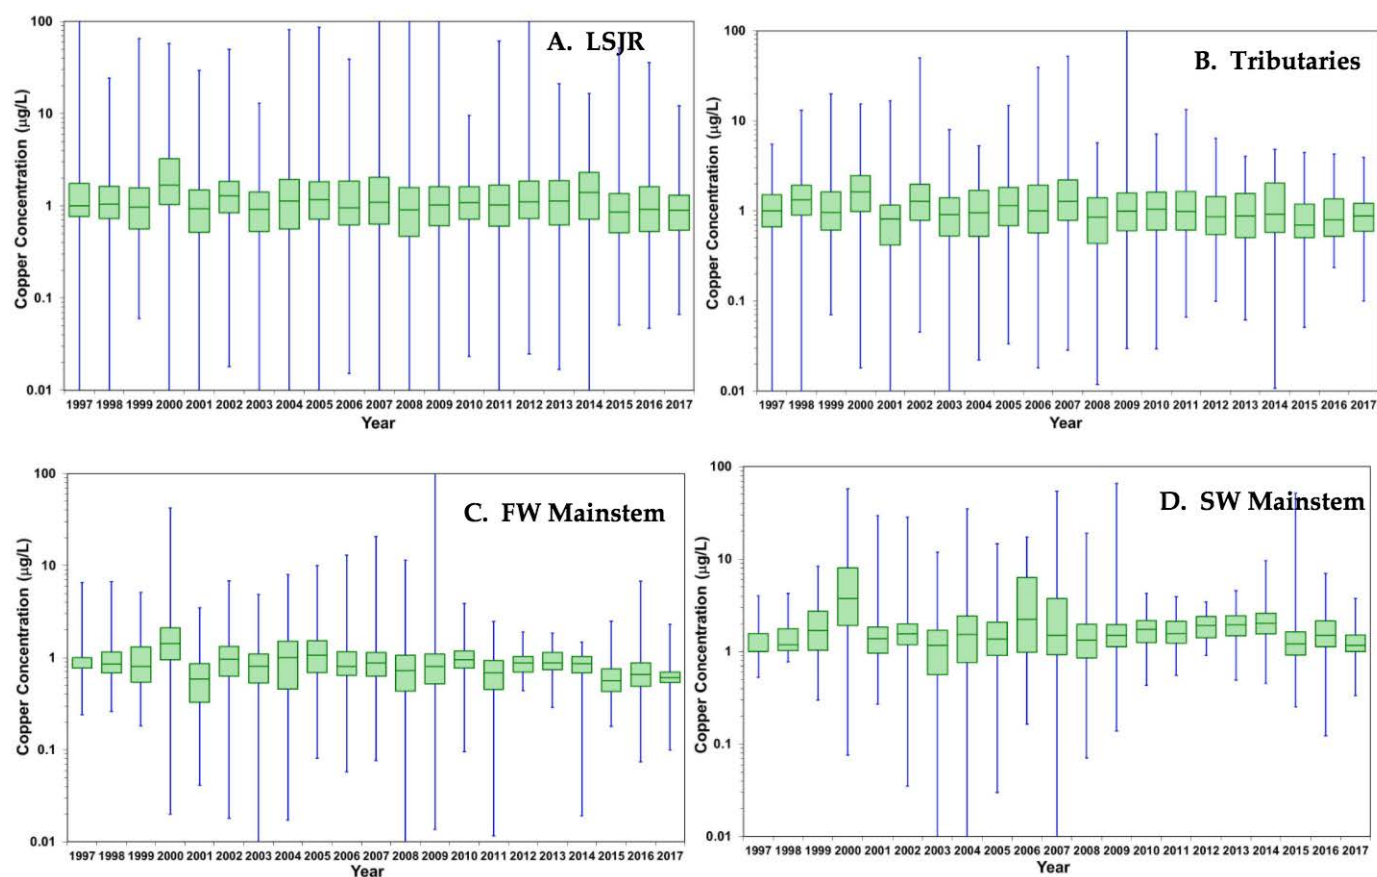 A. LSJR
Copper Concentration (µg/L)
100
10
1
0.1
0.01
1997 1998 1999 2000 2001 2002 2003 2004 2005 2006 2007 2008 2009 2010 2011 2012 2013 2014 2015 2016 2017
Year
B. Tributaries
Copper Concentration (µg/L)
100
10
1
0.1
0.01
1997 1998 1999 2000 2001 2002 2003 2004 2005 2006 2007 2008 2009 2010 2011 2012 2013 2014 2015 2016 2017
Year
C. FW Mainstem
Copper Concentration (µg/L)
100
10
1
0.1
0.01
1997 1998 1999 2000 2001 2002 2003 2004 2005 2006 2007 2008 2009 2010 2011 2012 2013 2014 2015 2016 2017
Year
D. SW Mainstem
Copper Concentration (µg/L)
100
10
1
0.1
0.01
1997 1998 1999 2000 2001 2002 2003 2004 2005 2006 2007 2008 2009 2010 2011 2012 2013 2014 2015 2016 2017
Year